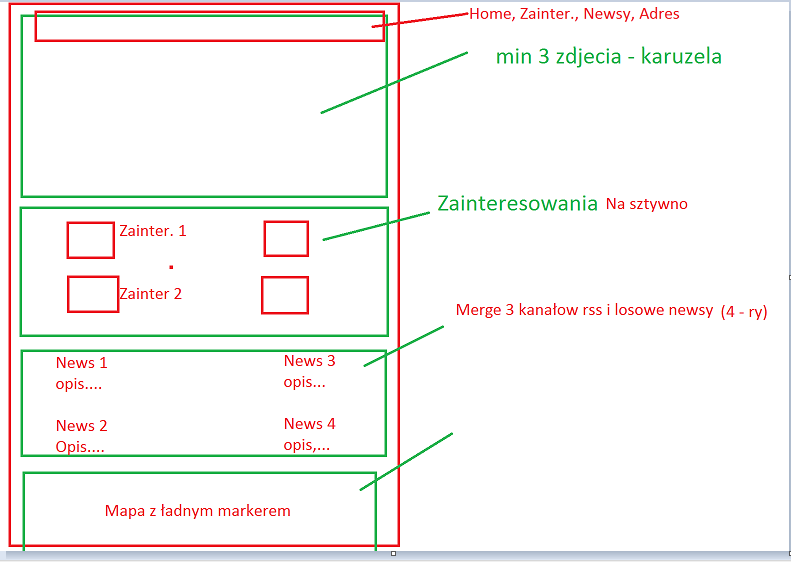 Home, Zainter., Newsy, Adres
min 3 zdjecia - karuzela
Zainteresowania Na sztywno
Zainter. 1
Zainter 2
Merge 3 kanałow rss i losowe newsy (4 - ry)
News 1
opis....
News 3
opis...
News 2
Opis....
News 4
opis,...
Mapa z ładnym markerem